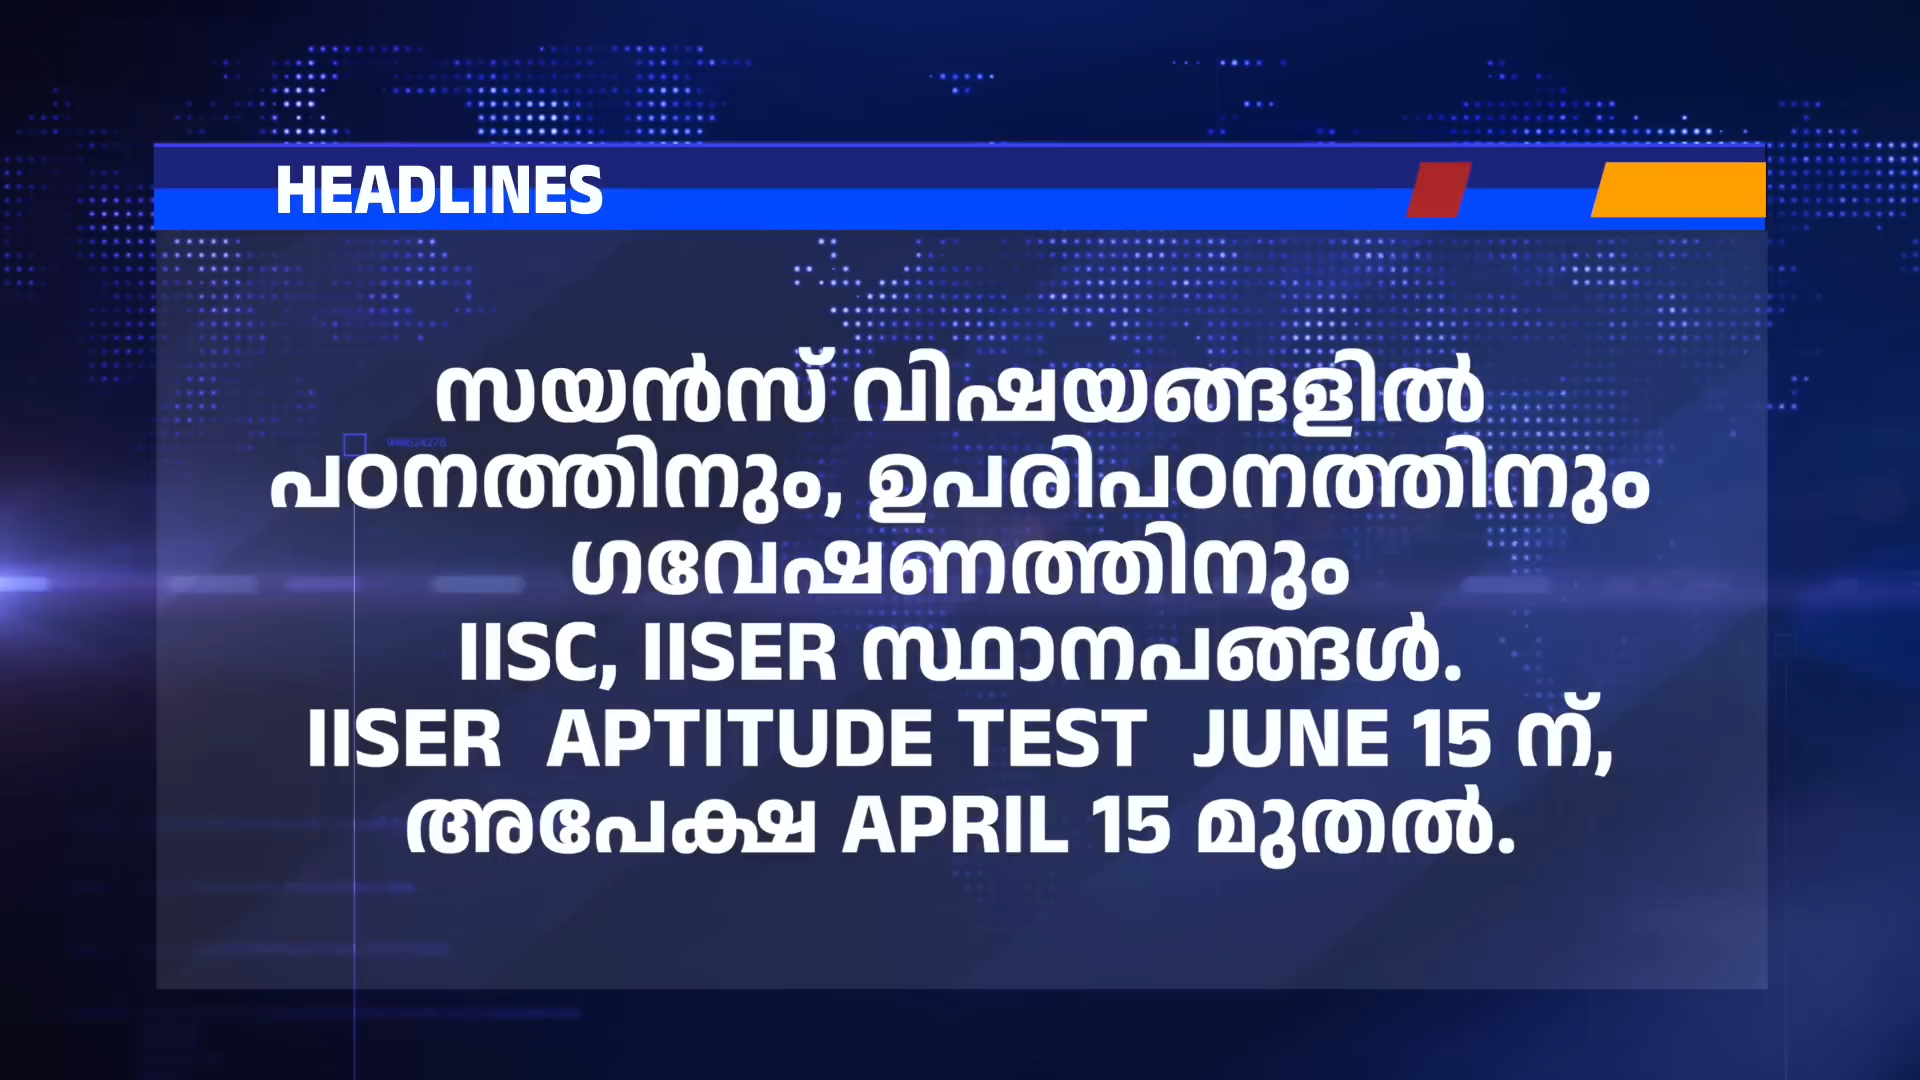 HEADLINES
സയൻസ് വിഷയങ്ങളിൽ
പഠനത്തിനും, ഉപരിപഠനത്തിനും
ഗവേഷണത്തിനും
IISC, IISER സ്ഥാനപങ്ങൾ.
IISER APTITUDE TEST JUNE 15 ന്,
അപേക്ഷ APRIL 15 മുതൽ.